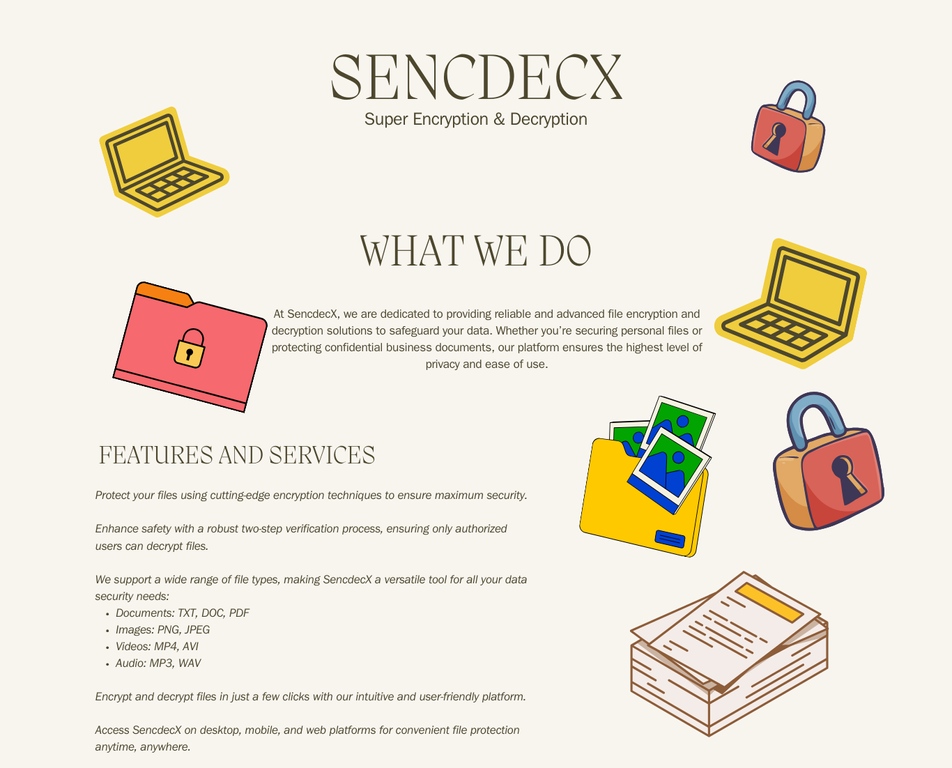 SENCDECX
Super Encryption & Decryption
WHAT WE DO
At SencdecX, we are dedicated to providing reliable and advanced file encryption and
decryption solutions to safeguard your data. Whether you're securing personal files or
protecting confidential business documents, our platform ensures the highest level of
privacy and ease of use.
FEATURES AND SERVICES
Protect your files using cutting-edge encryption techniques to ensure maximum security.
Enhance safety with a robust two-step verification process, ensuring only authorized
users can decrypt files.
We support a wide range of file types, making SencdecX a versatile tool for all your data
security needs:
• Documents: TXT, DOC, PDF
• Images: PNG, JPEG
• Videos: MP4, AVI
• Audio: MP3, WAV
Encrypt and decrypt files in just a few clicks with our intuitive and user-friendly platform.
Access SencdecX on desktop, mobile, and web platforms for convenient file protection
anytime, anywhere.